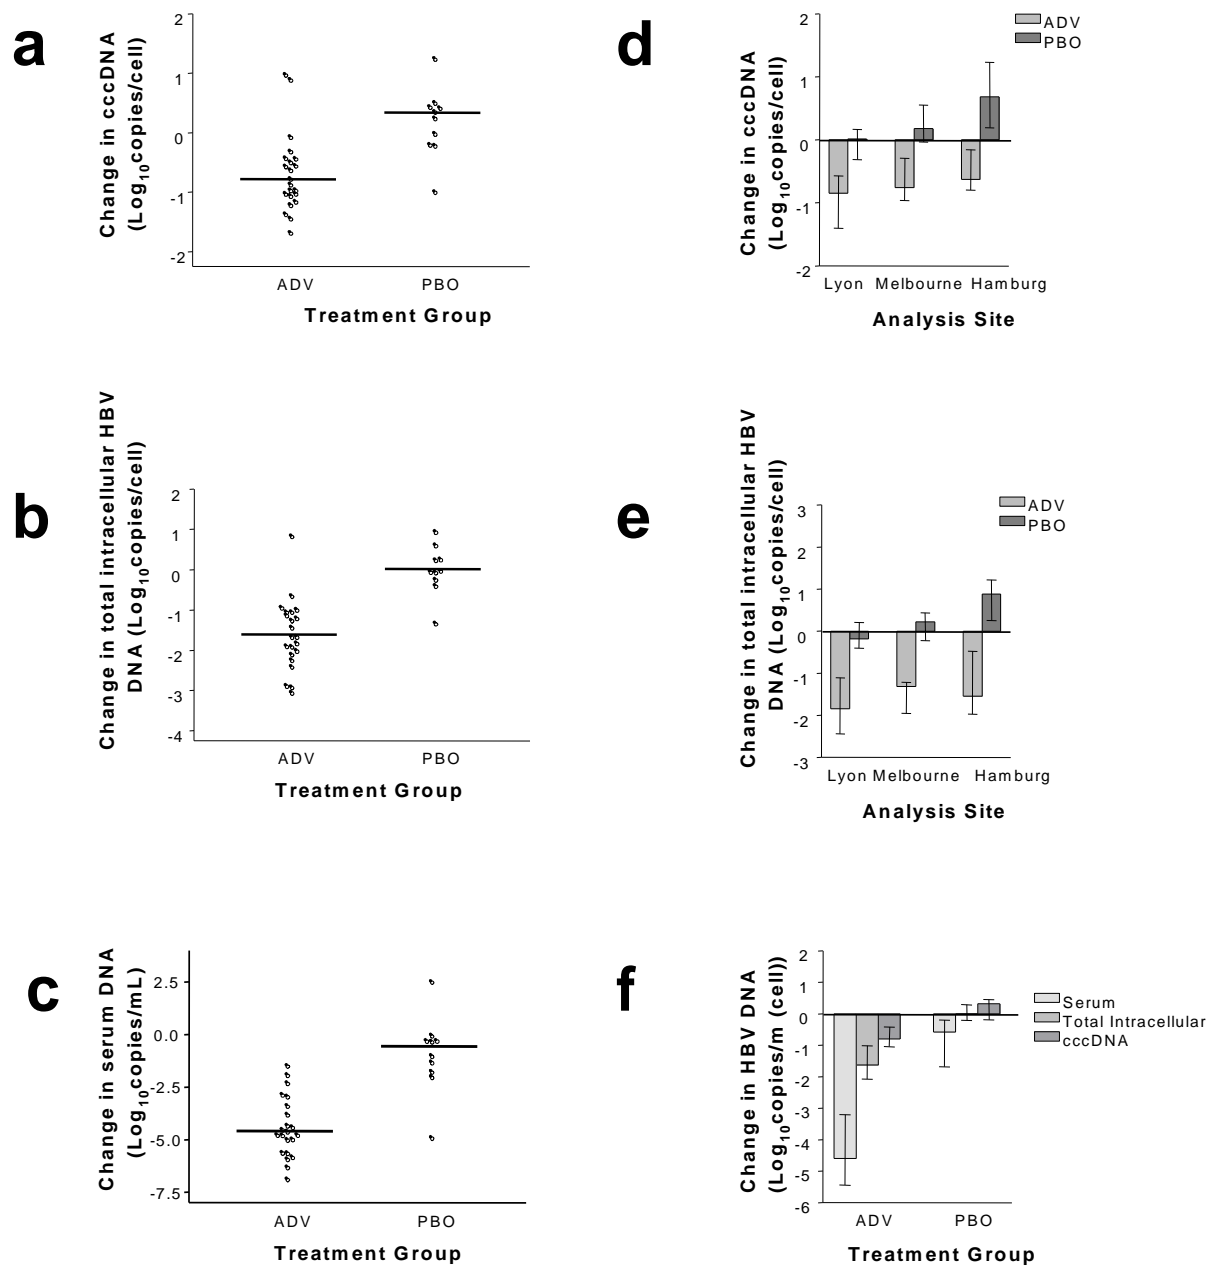 a
Change in cccDNA
(Log10copies/cell)
2
1
0
-1
-2
ADV PBO
Treatment Group
d
Change in cccDNA
(Log10copies/cell)
2
1
0
-1
-2
ADV
PBO
Lyon Melbourne Hamburg
Analysis Site
b
Change in total intracellular HBV
DNA (Log10copies/cell)
2
1
0
-1
-2
-3
-4
ADV PBO
Treatment Group
e
Change in total intracellular HBV
DNA (Log10copies/cell)
3
2
1
0
-1
-2
-3
ADV
PBO
Lyon Melbourne Hamburg
Analysis Site
c
Change in serum DNA
(Log10copies/mL)
2.5
0.0
-2.5
-5.0
-7.5
ADV PBO
Treatment Group
f
Change in HBV DNA
(Log10copies/m (cell))
2
1
0
-1
-2
-3
-4
-5
-6
Serum
Total Intracellular
cccDNA
ADV PBO
Treatment Group